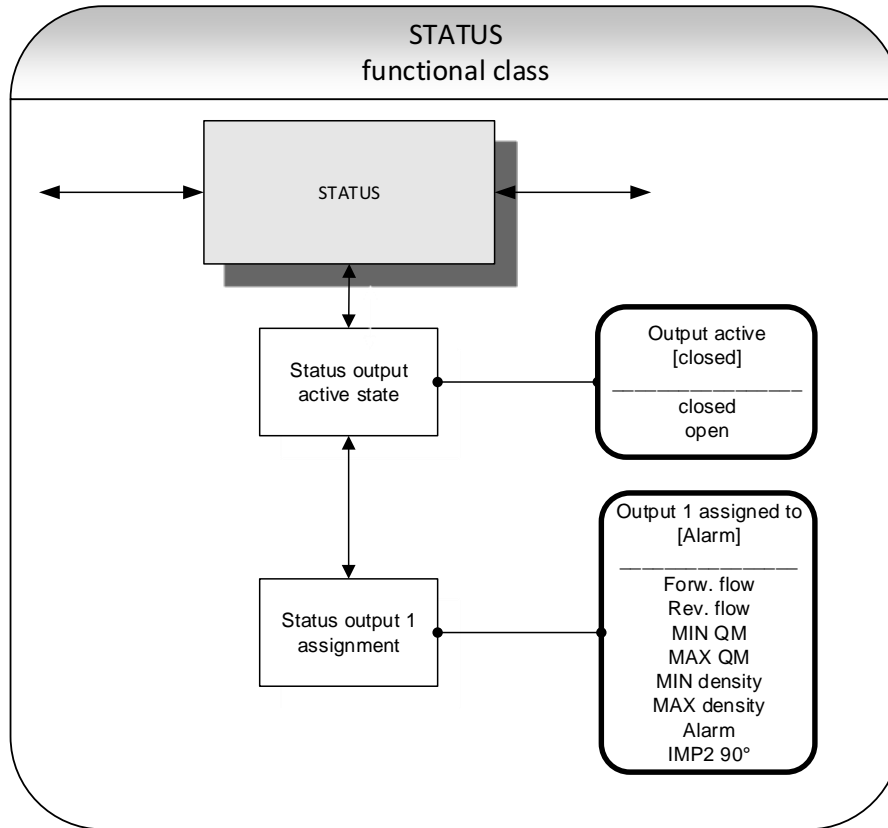 STATUS
functional class
STATUS
Status output
active state
Output active
[closed]
closed
open
Status output 1
assignment
Output 1 assigned to
[Alarm]
Forw. flow
Rev. flow
MIN QM
MAX QM
MIN density
MAX density
Alarm
IMP2 90°